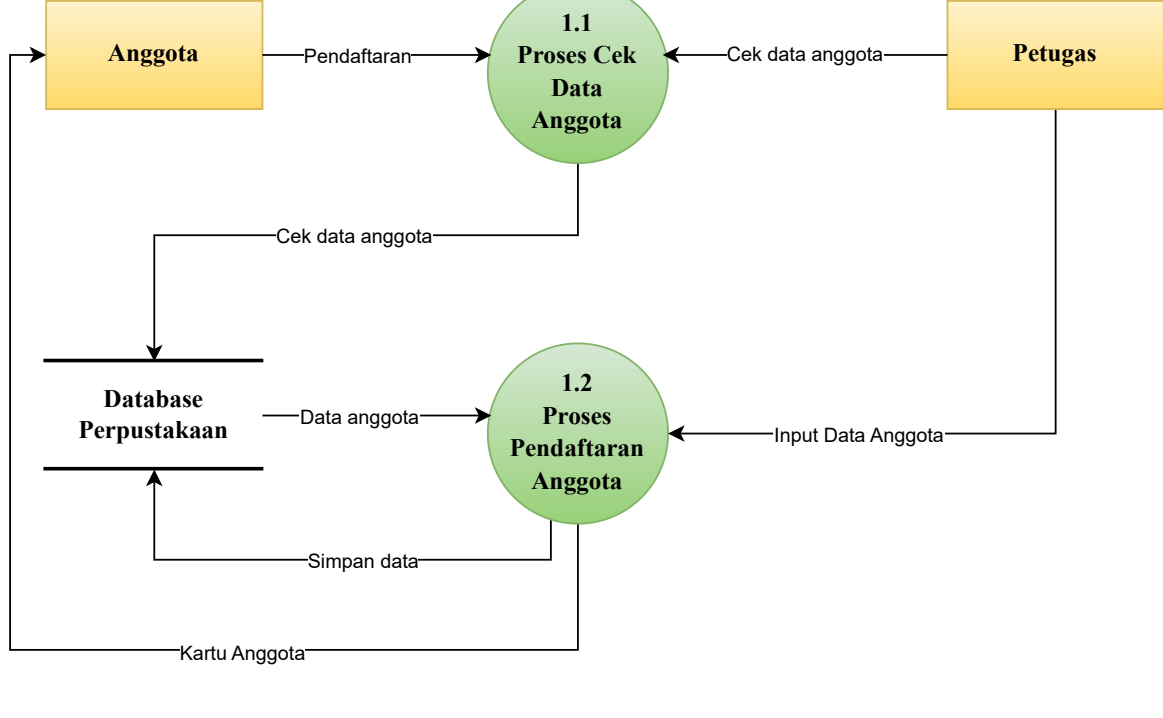 1.1
Anggota
Pendaftaran
Proses Cek
Data
Anggota
Cek data anggota
Petugas
Cek data anggota
Database
Perpustakaan
Data anggota
1.2
Proses
Pendaftaran
Anggota
Input Data Anggota
Simpan data
Kartu Anggota